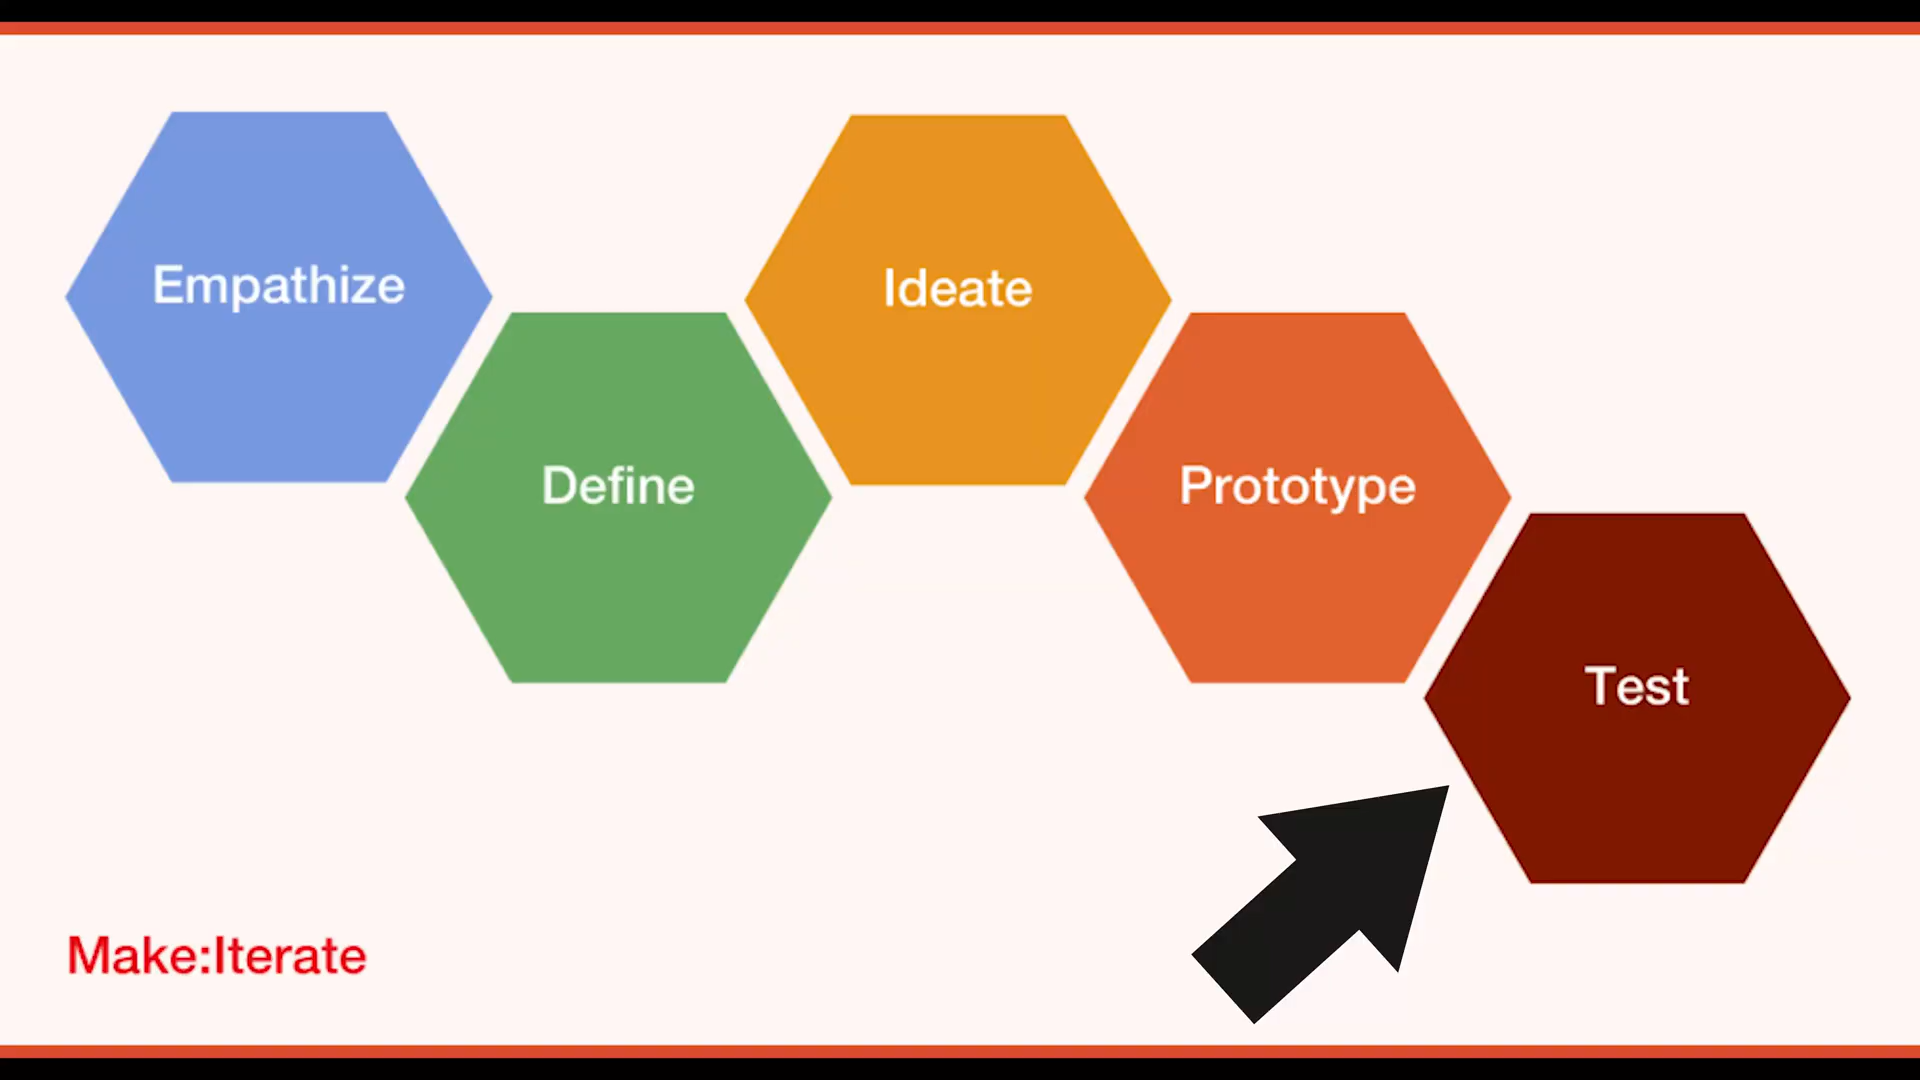 Empathize
Define
Ideate
Prototype
Test
Make:Iterate